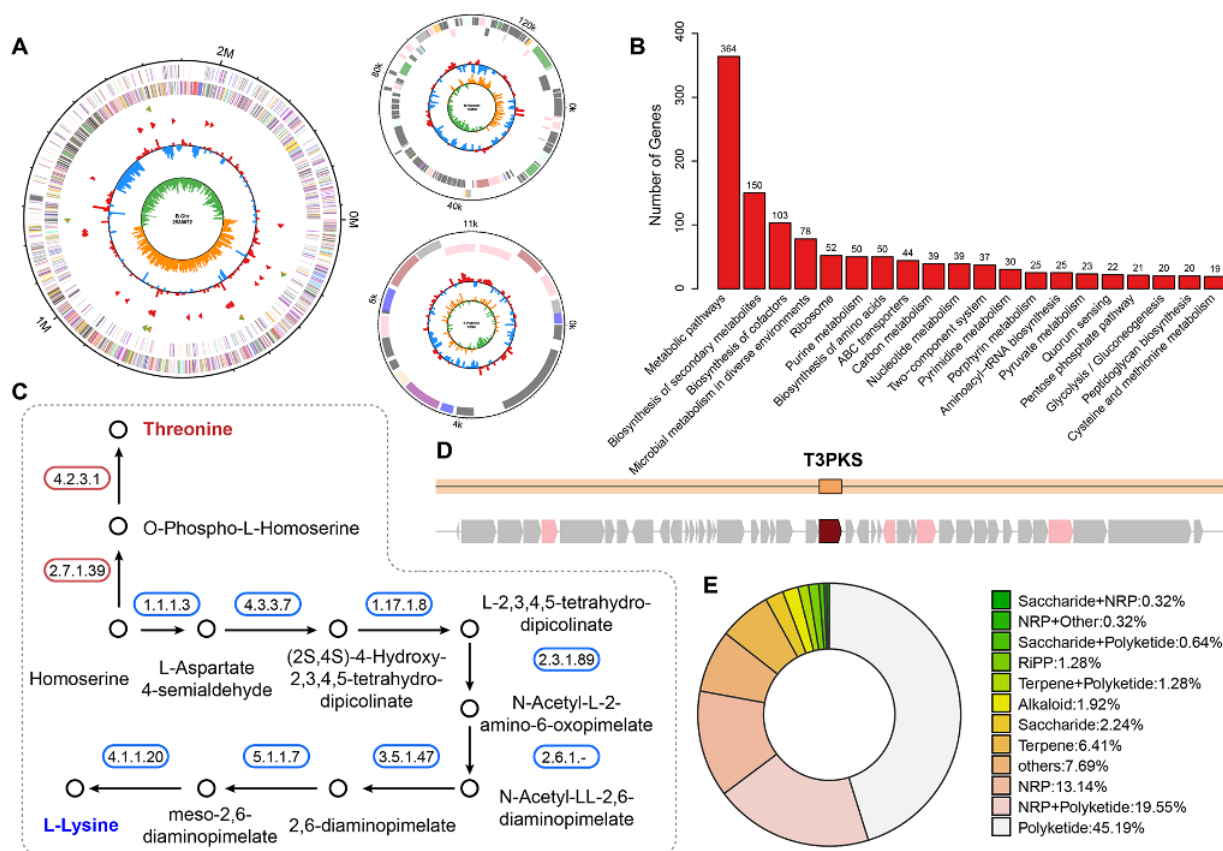 A
2M
0M
1M
120k
80k
0k
40k
11k
8k
0k
4k
B
Number of Genes
400
300
200
100
0
364
150
103
78
52
50
50
44
39
39
37
30
25
25
23
22
21
20
20
19
Metabolic pathways
Biosynthesis of secondary metabolites
Biosynthesis of cofactors
Microbial metabolism in diverse environments
Ribosome
Purine metabolism
Biosynthesis of amino acids
ABC transporters
Carbon metabolism
Nucleotide metabolism
Two−component system
Pyrimidine metabolism
Porphyrin metabolism
Aminoacyl−tRNA biosynthesis
Pyruvate metabolism
Quorum sensing
Pentose phosphate pathway
Glycolysis / Gluconeogenesis
Peptidoglycan biosynthesis
Cysteine and methionine metabolism
C
Threonine
4.2.3.1
O-Phospho-L-Homoserine
2.7.1.39
1.1.1.3
4.3.3.7
1.17.1.8
L-2,3,4,5-tetrahydro-
dipicolinate
Homoserine
L-Aspartate
4-semialdehyde
(2S,4S)-4-Hydroxy-
2,3,4,5-tetrahydro-
dipicolinate
2.3.1.89
N-Acetyl-L-2-
amino-6-oxopimelate
4.1.1.20
5.1.1.7
3.5.1.47
2.6.1.-
L-Lysine
meso-2,6-
diaminopimelate
2,6-diaminopimelate
N-Acetyl-LL-2,6-
diaminopimelate
D
T3PKS
E
Saccharide+NRP:0.32%
NRP+Other:0.32%
Saccharide+Polyketide:0.64%
RiPP:1.28%
Terpene+Polyketide:1.28%
Alkaloid:1.92%
Saccharide:2.24%
Terpene:6.41%
others:7.69%
NRP:13.14%
NRP+Polyketide:19.55%
Polyketide:45.19%